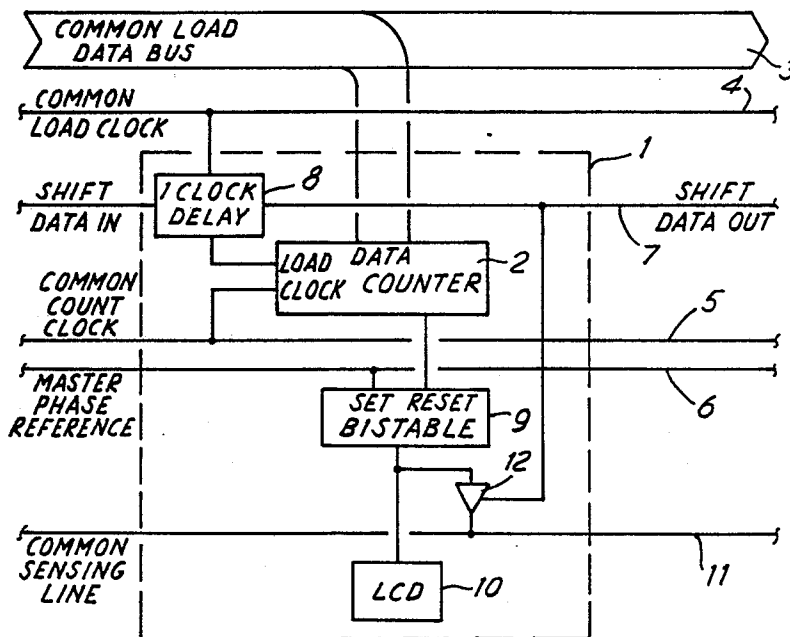 COMMON LOAD
DATA BUS
3
COMMON
LOAD CLOCK
4
1
SHIFT
DATA IN
1 CLOCK
DELAY
8
SHIFT
DATA OUT
7
LOAD DATA
CLOCK COUNTER
2
COMMON
COUNT
CLOCK
5
MASTER
PHASE
REFERENCE
6
SET RESET
BISTABLE
9
12
COMMON
SENSING
LINE
11
LCD
10